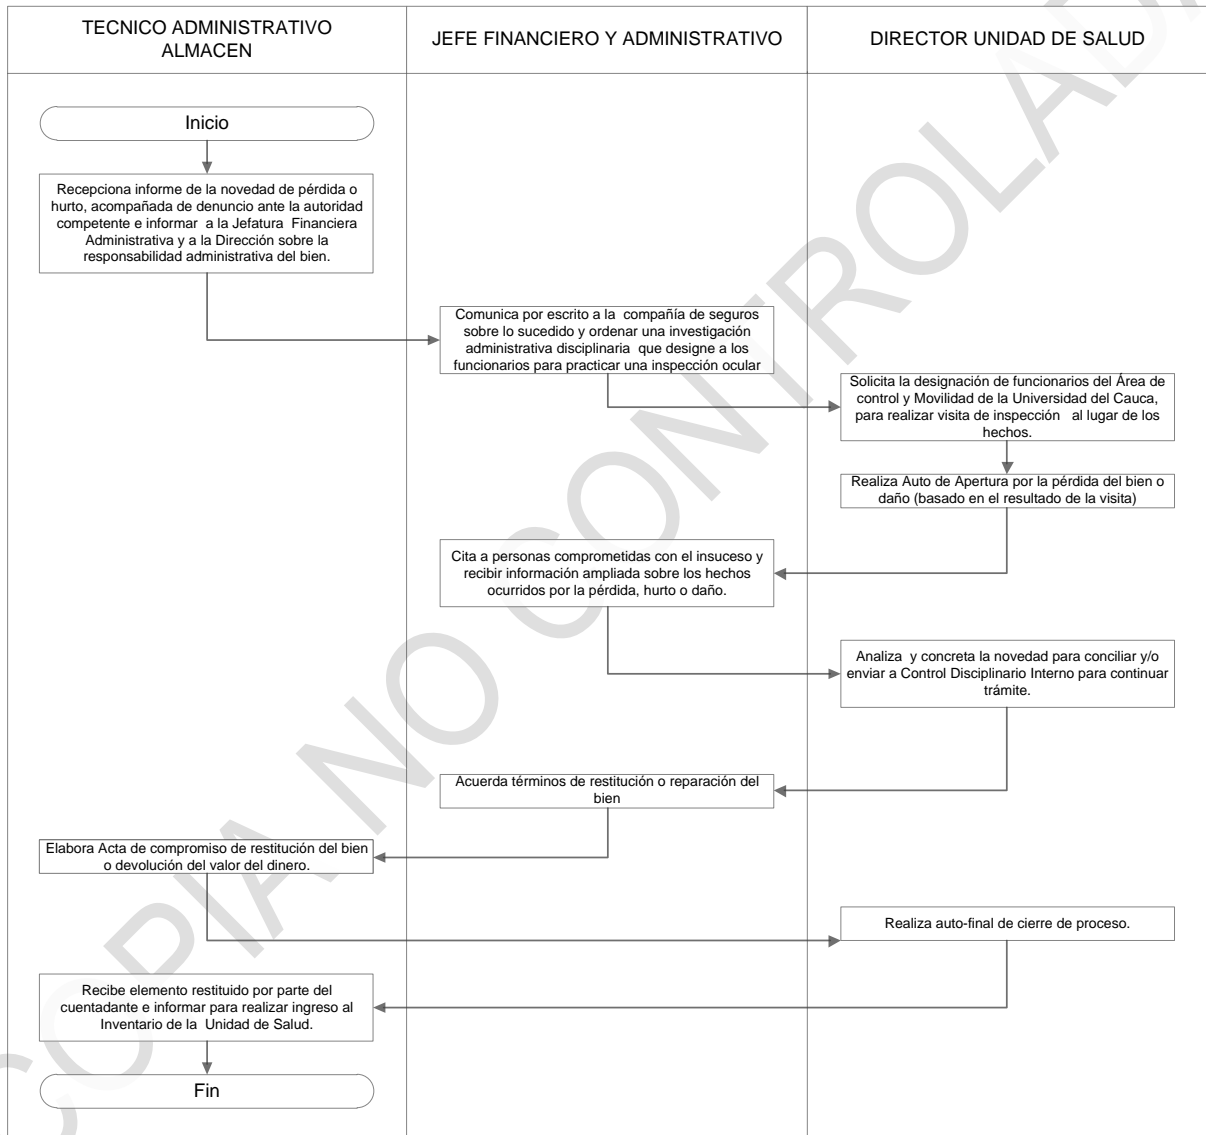 TECNICO ADMINISTRATIVO
ALMACEN
JEFE FINANCIERO Y ADMINISTRATIVO
DIRECTOR UNIDAD DE SALUD
Inicio
Recepciona informe de la novedad de pérdida o
hurto, acompañada de denuncio ante la autoridad
competente e informar a la Jefatura Financiera
Administrativa y a la Dirección sobre la
responsabilidad administrativa del bien.
Comunica por escrito a la compañía de seguros
sobre lo sucedido y ordenar una investigación
administrativa disciplinaria que designe a los
funcionarios para practicar una inspección ocular
Solicita la designación de funcionarios del Área de
control y Movilidad de la Universidad del Cauca,
para realizar visita de inspección al lugar de los
hechos.
Realiza Auto de Apertura por la pérdida del bien o
daño (basado en el resultado de la visita)
Cita a personas comprometidas con el insuceso y
recibir información ampliada sobre los hechos
ocurridos por la pérdida, hurto o daño.
Analiza y concreta la novedad para conciliar y/o
enviar a Control Disciplinario Interno para continuar
trámite.
Acuerda términos de restitución o reparación del
bien
Elabora Acta de compromiso de restitución del bien
o devolución del valor del dinero.
Realiza auto-final de cierre de proceso.
Recibe elemento restituido por parte del
cuentadante e informar para realizar ingreso al
Inventario de la Unidad de Salud.
Fin
COPIA NO CONTROLADA